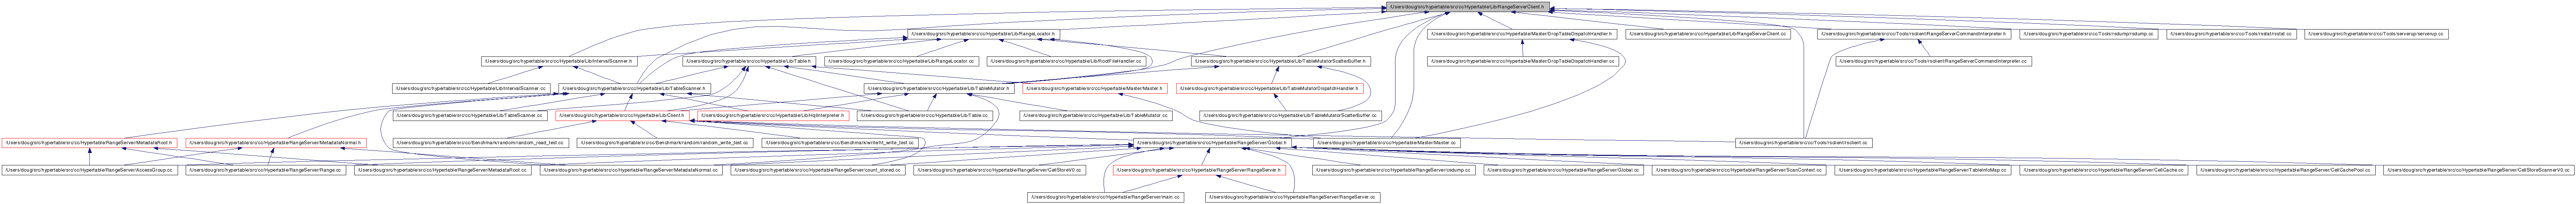 /Users/doug/src/hypertable/src/cc/Hypertable/Lib/RangeServerClient.h
/Users/doug/src/hypertable/src/cc/Hypertable/Lib/RangeLocator.h
/Users/doug/src/hypertable/src/cc/Hypertable/Master/DropTableDispatchHandler.h
/Users/doug/src/hypertable/src/cc/Hypertable/Lib/RangeServerClient.cc
/Users/doug/src/hypertable/src/cc/Tools/rsclient/RangeServerCommandInterpreter.h
/Users/doug/src/hypertable/src/cc/Tools/rsdump/rsdump.cc
/Users/doug/src/hypertable/src/cc/Tools/rsstat/rsstat.cc
/Users/doug/src/hypertable/src/cc/Tools/serverup/serverup.cc
/Users/doug/src/hypertable/src/cc/Hypertable/Lib/IntervalScanner.h
/Users/doug/src/hypertable/src/cc/Hypertable/Lib/Table.h
/Users/doug/src/hypertable/src/cc/Hypertable/Lib/RangeLocator.cc
/Users/doug/src/hypertable/src/cc/Hypertable/Lib/RootFileHandler.cc
/Users/doug/src/hypertable/src/cc/Hypertable/Lib/TableMutatorScatterBuffer.h
/Users/doug/src/hypertable/src/cc/Hypertable/Master/DropTableDispatchHandler.cc
/Users/doug/src/hypertable/src/cc/Tools/rsclient/RangeServerCommandInterpreter.cc
/Users/doug/src/hypertable/src/cc/Hypertable/Lib/IntervalScanner.cc
/Users/doug/src/hypertable/src/cc/Hypertable/Lib/TableScanner.h
/Users/doug/src/hypertable/src/cc/Hypertable/Lib/TableMutator.h
/Users/doug/src/hypertable/src/cc/Hypertable/Master/Master.h
/Users/doug/src/hypertable/src/cc/Hypertable/Lib/TableMutatorDispatchHandler.h
/Users/doug/src/hypertable/src/cc/Hypertable/Lib/TableScanner.cc
/Users/doug/src/hypertable/src/cc/Hypertable/Lib/Client.h
/Users/doug/src/hypertable/src/cc/Hypertable/Lib/HqlInterpreter.h
/Users/doug/src/hypertable/src/cc/Hypertable/Lib/Table.cc
/Users/doug/src/hypertable/src/cc/Hypertable/Lib/TableMutator.cc
/Users/doug/src/hypertable/src/cc/Hypertable/Lib/TableMutatorScatterBuffer.cc
/Users/doug/src/hypertable/src/cc/Hypertable/RangeServer/MetadataRoot.h
/Users/doug/src/hypertable/src/cc/Hypertable/RangeServer/MetadataNormal.h
/Users/doug/src/hypertable/src/cc/Benchmark/random/random_read_test.cc
/Users/doug/src/hypertable/src/cc/Benchmark/random/random_write_test.cc
/Users/doug/src/hypertable/src/cc/Benchmark/write/ht_write_test.cc
/Users/doug/src/hypertable/src/cc/Hypertable/RangeServer/Global.h
/Users/doug/src/hypertable/src/cc/Hypertable/Master/Master.cc
/Users/doug/src/hypertable/src/cc/Tools/rsclient/rsclient.cc
/Users/doug/src/hypertable/src/cc/Hypertable/RangeServer/AccessGroup.cc
/Users/doug/src/hypertable/src/cc/Hypertable/RangeServer/Range.cc
/Users/doug/src/hypertable/src/cc/Hypertable/RangeServer/MetadataRoot.cc
/Users/doug/src/hypertable/src/cc/Hypertable/RangeServer/MetadataNormal.cc
/Users/doug/src/hypertable/src/cc/Hypertable/RangeServer/count_stored.cc
/Users/doug/src/hypertable/src/cc/Hypertable/RangeServer/CellStoreV0.cc
/Users/doug/src/hypertable/src/cc/Hypertable/RangeServer/RangeServer.h
/Users/doug/src/hypertable/src/cc/Hypertable/RangeServer/csdump.cc
/Users/doug/src/hypertable/src/cc/Hypertable/RangeServer/Global.cc
/Users/doug/src/hypertable/src/cc/Hypertable/RangeServer/ScanContext.cc
/Users/doug/src/hypertable/src/cc/Hypertable/RangeServer/TableInfoMap.cc
/Users/doug/src/hypertable/src/cc/Hypertable/RangeServer/CellCache.cc
/Users/doug/src/hypertable/src/cc/Hypertable/RangeServer/CellCachePool.cc
/Users/doug/src/hypertable/src/cc/Hypertable/RangeServer/CellStoreScannerV0.cc
/Users/doug/src/hypertable/src/cc/Hypertable/RangeServer/main.cc
/Users/doug/src/hypertable/src/cc/Hypertable/RangeServer/RangeServer.cc